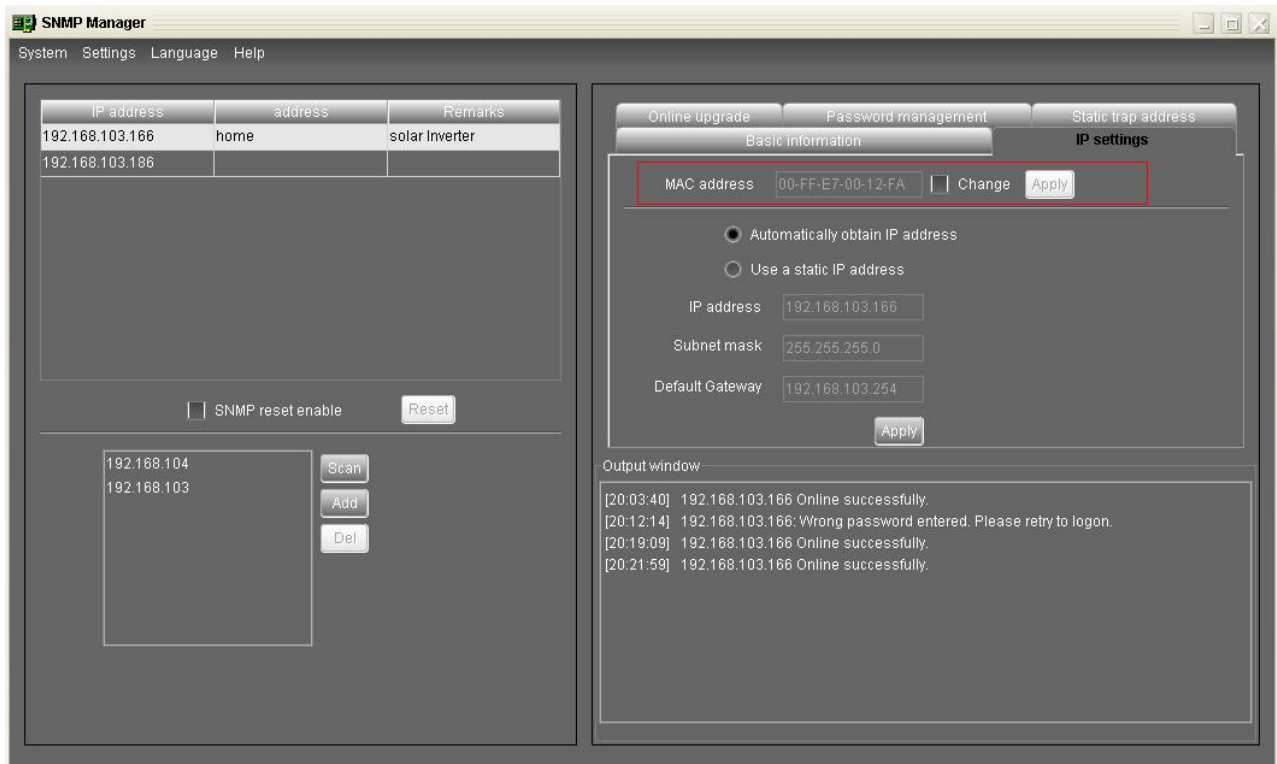 SNMP Manager
System Settings Language Help
IP address address Remarks
192.168.103.166 home solar Inverter
192.168.103.186
SNMP reset enable Reset
192.168.104
192.168.103
Scan
Add
Del
Online upgrade Password management Static trap address
Basic information IP settings
MAC address 00-FF-E7-00-12-FA Change Apply
Automatically obtain IP address
Use a static IP address
IP address 192.168.103.166
Subnet mask 255.255.255.0
Default Gateway 192.168.103.254
Apply
Output window
[20:03:40] 192.168.103.166 Online successfully.
[20:12:14] 192.168.103.166: Wrong password entered. Please retry to logon.
[20:19:09] 192.168.103.166 Online successfully.
[20:21:59] 192.168.103.166 Online successfully.